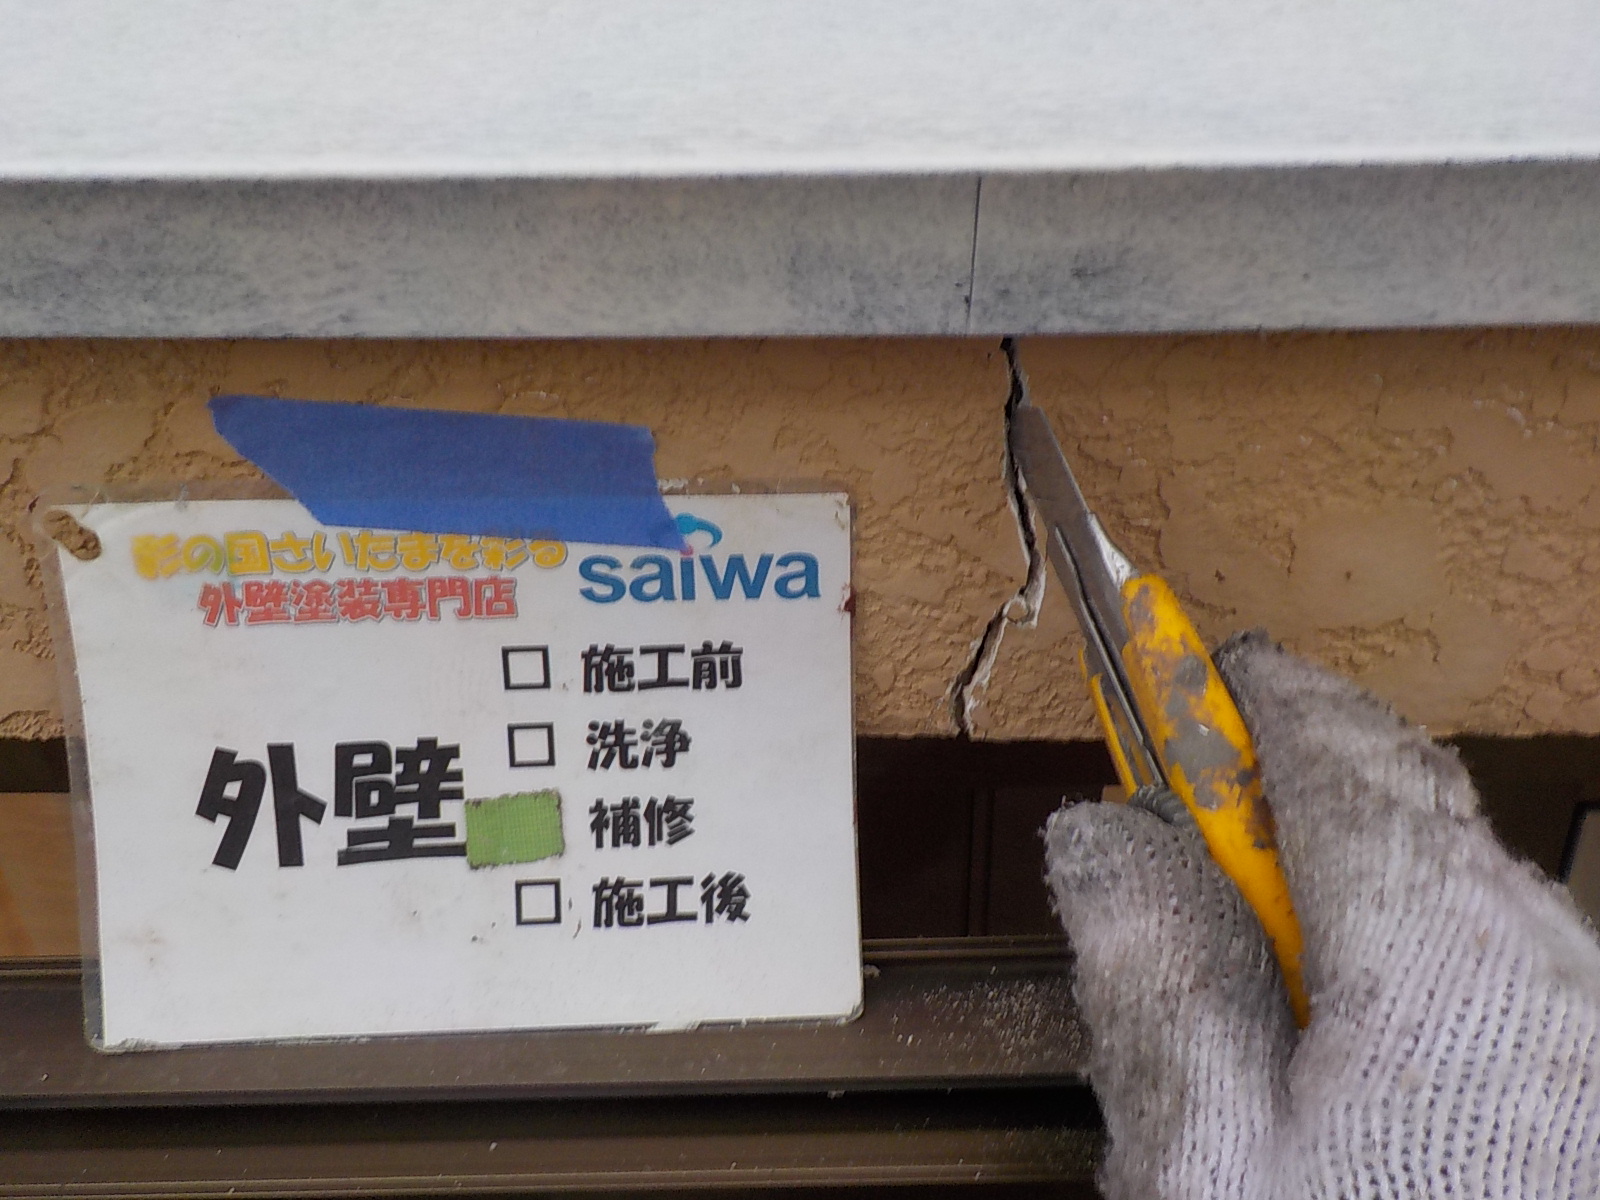 彩の国さいたまを彩る
外壁塗装専門店
saiwa
外壁
□ 施工前
□ 洗浄
補修
□ 施工後